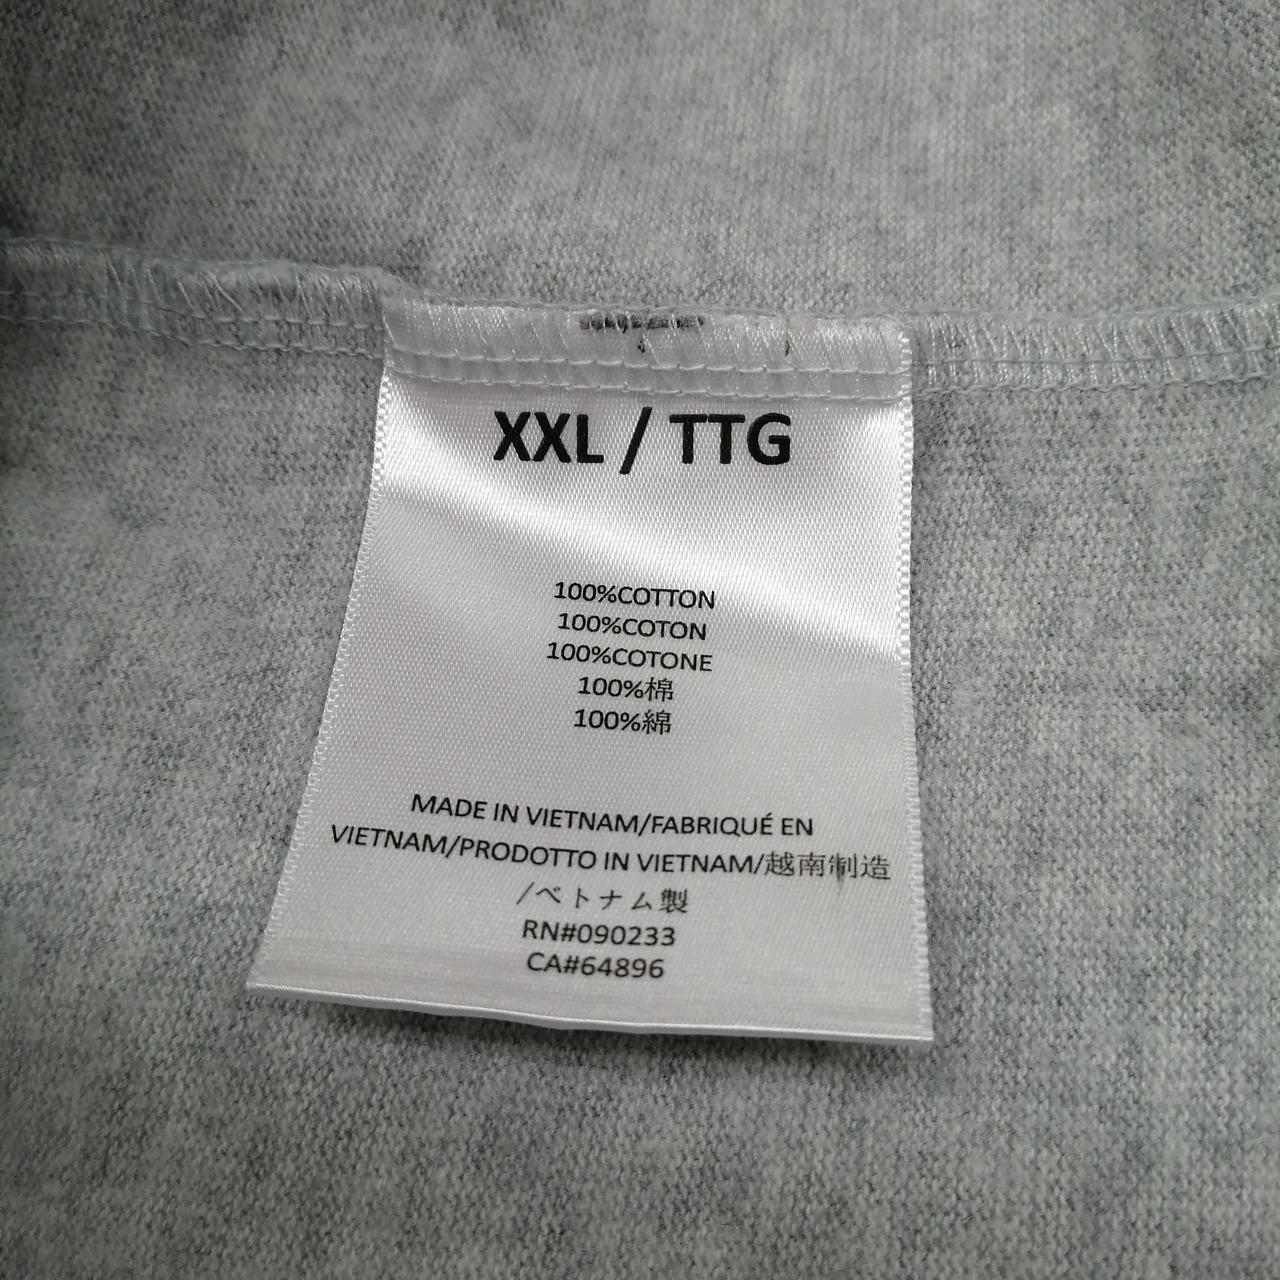 XXL / TTG
100%COTTON
100%COTON
100%COTONE
100%棉
100%綿
MADE IN VIETNAM/FABRIQUÉ EN
VIETNAM/PRODOTTO IN VIETNAM/越南制造
/ベトナム製
RN#090233
CA#64896